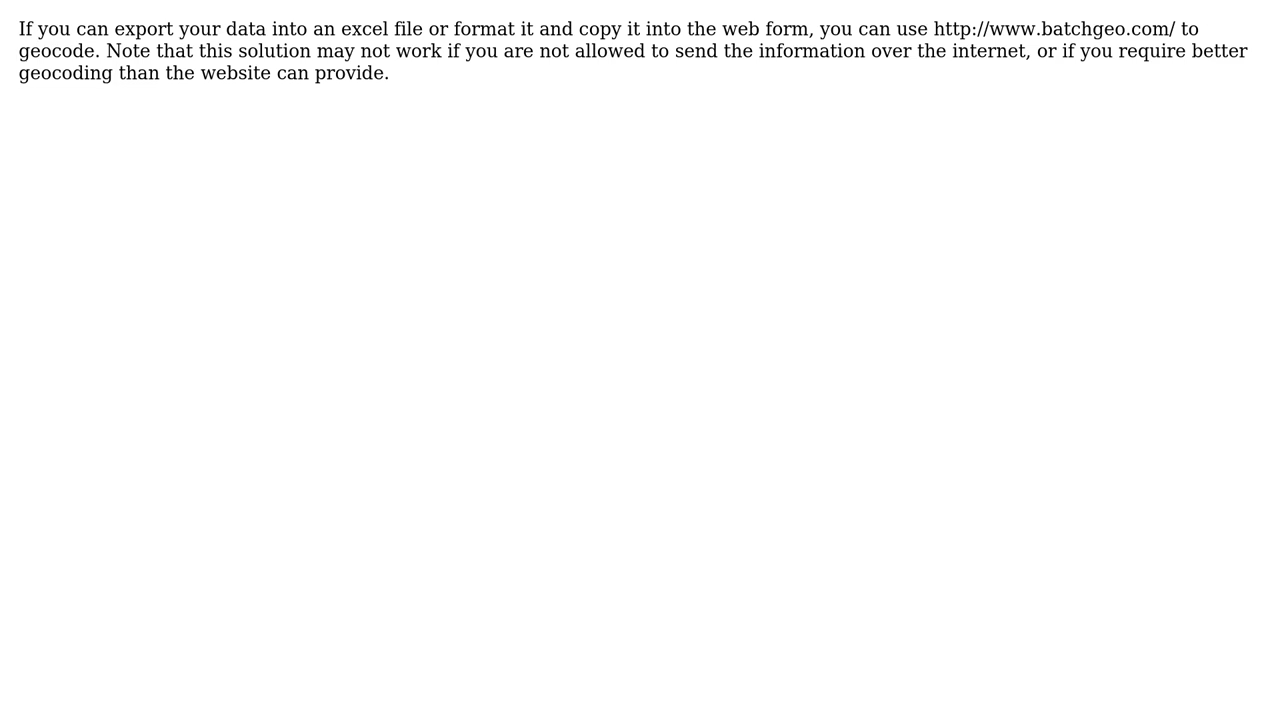 If you can export your data into an excel file or format it and copy it into the web form, you can use http://www.batchgeo.com/ to
geocode. Note that this solution may not work if you are not allowed to send the information over the internet, or if you require better
geocoding than the website can provide.